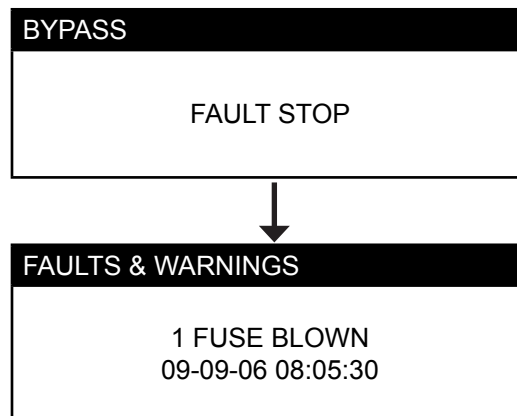 BYPASS
FAULT STOP
FAULTS & WARNINGS
1 FUSE BLOWN
09-09-06 08:05:30